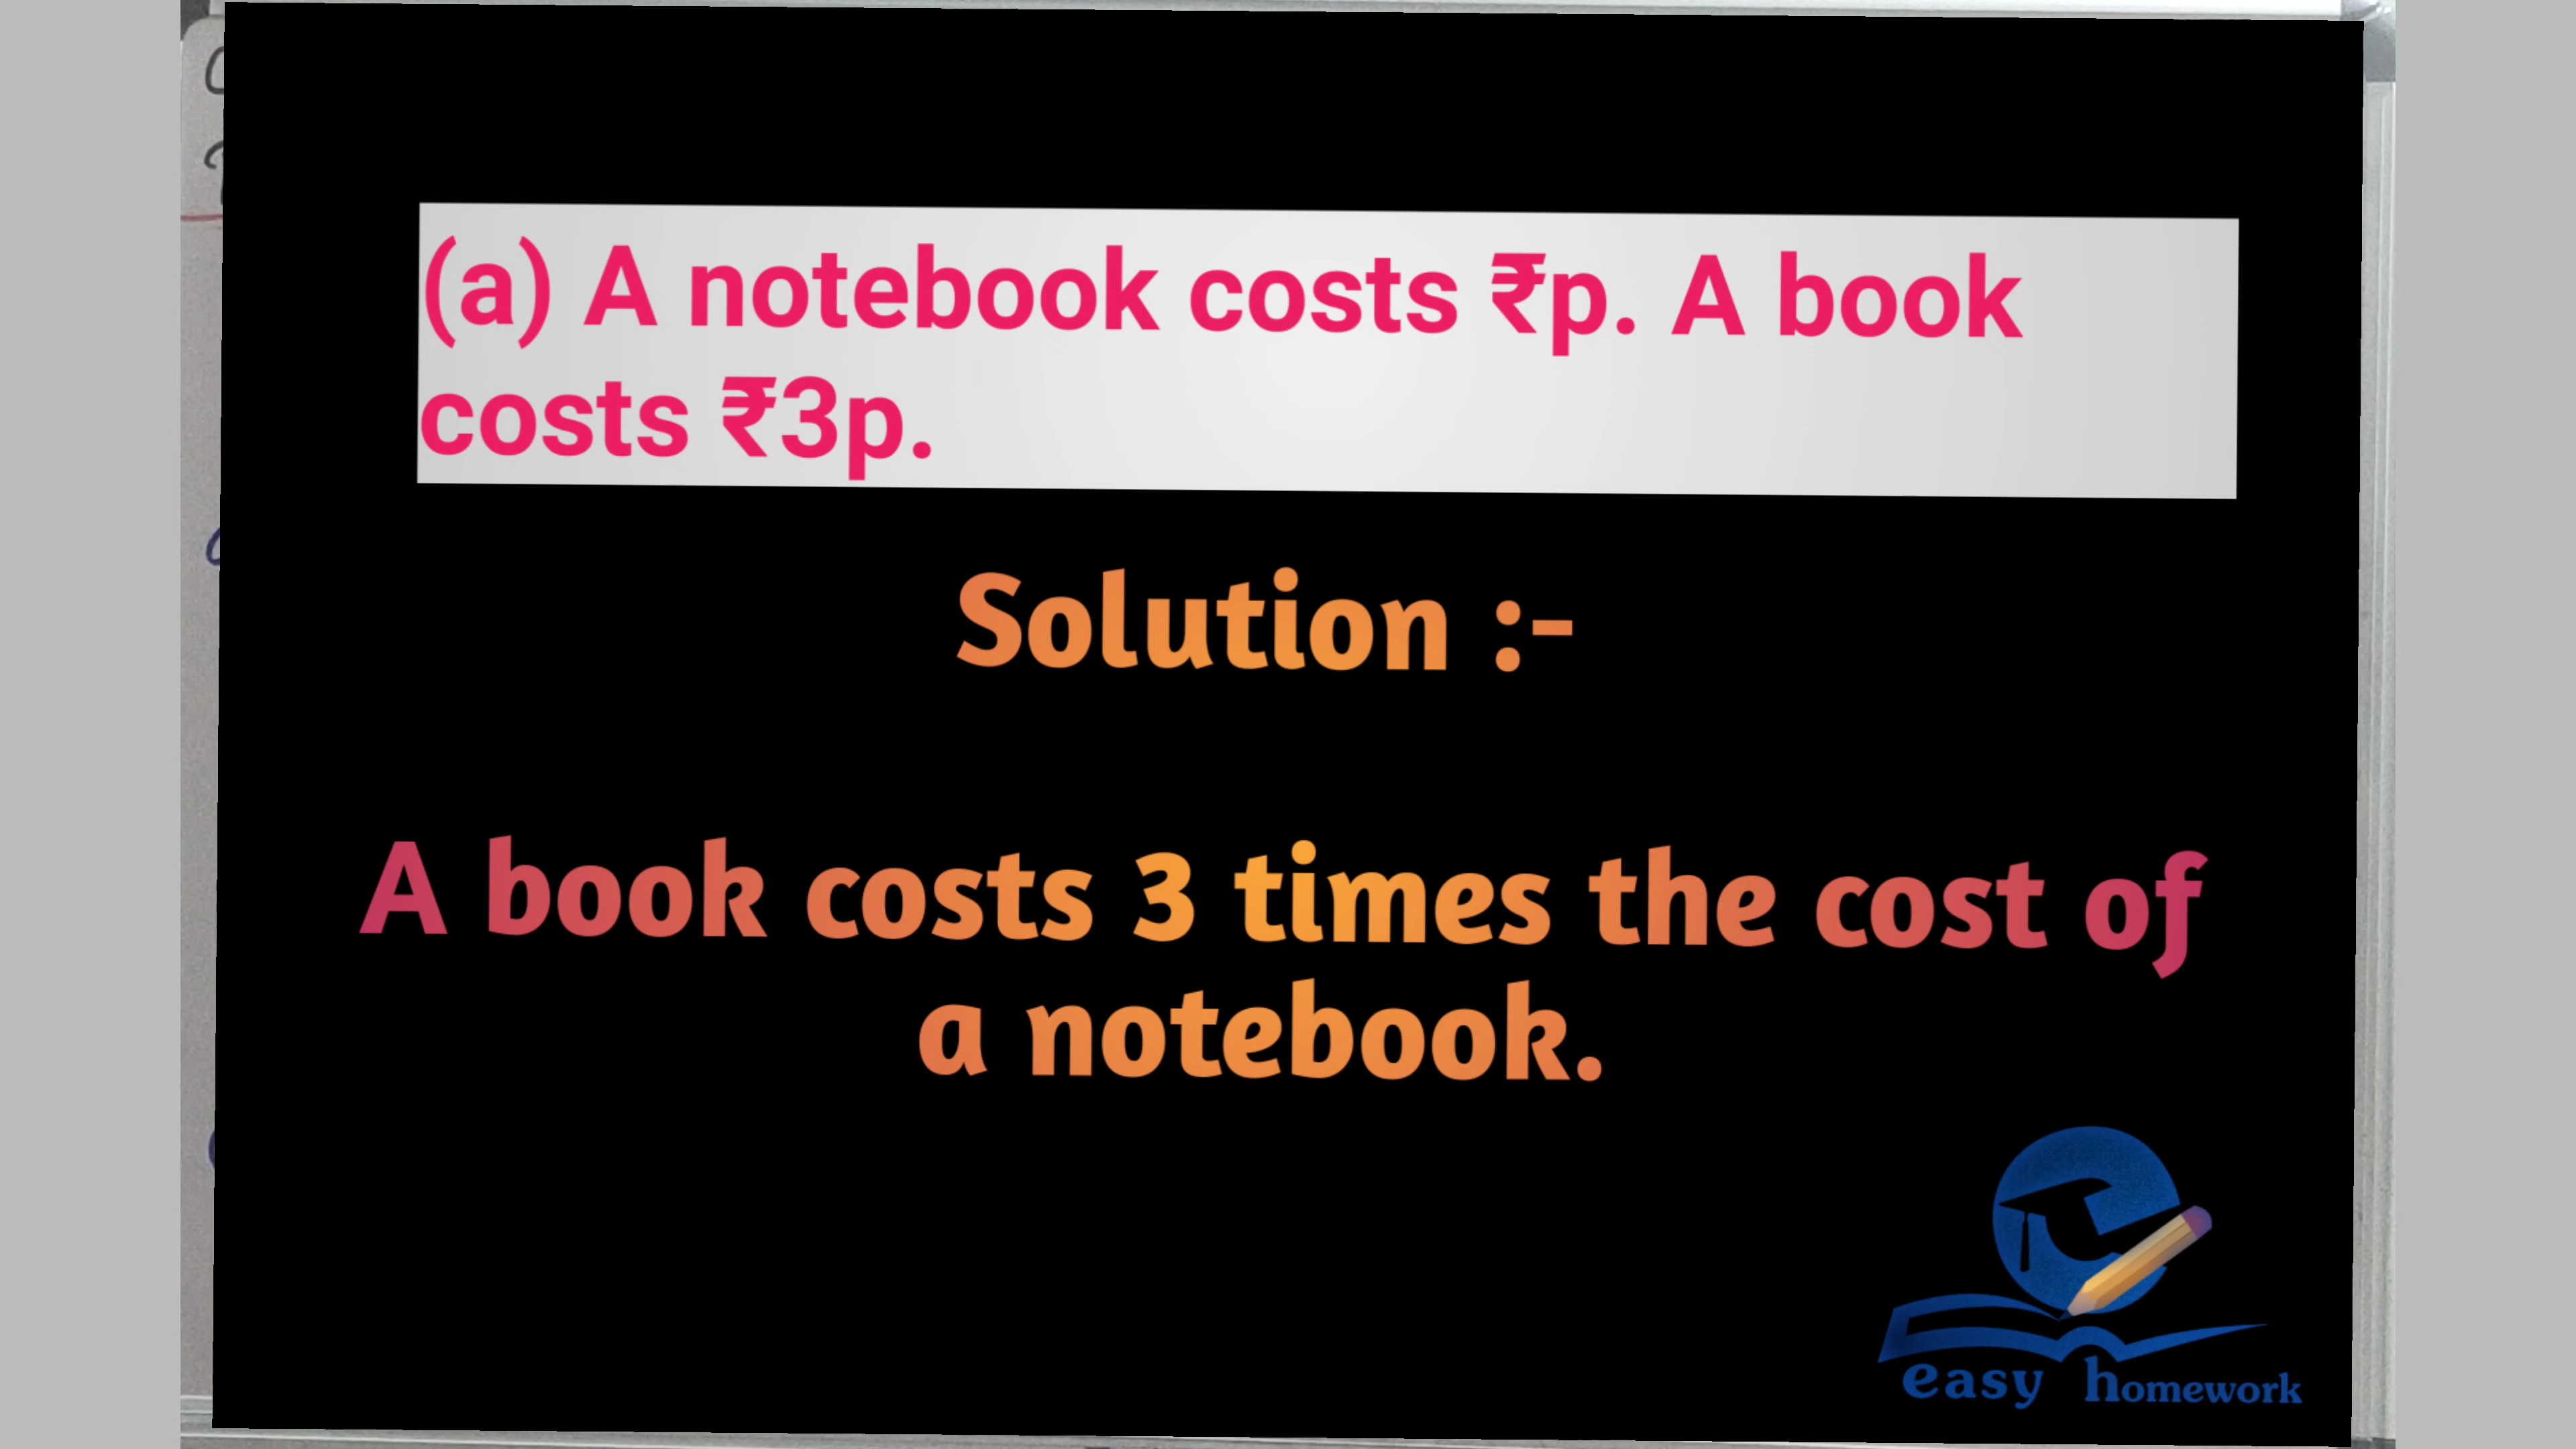 (a) A notebook costs ₹p. A book
costs ₹3p.
Solution :-
A book costs 3 times the cost of
a notebook.
easy homework